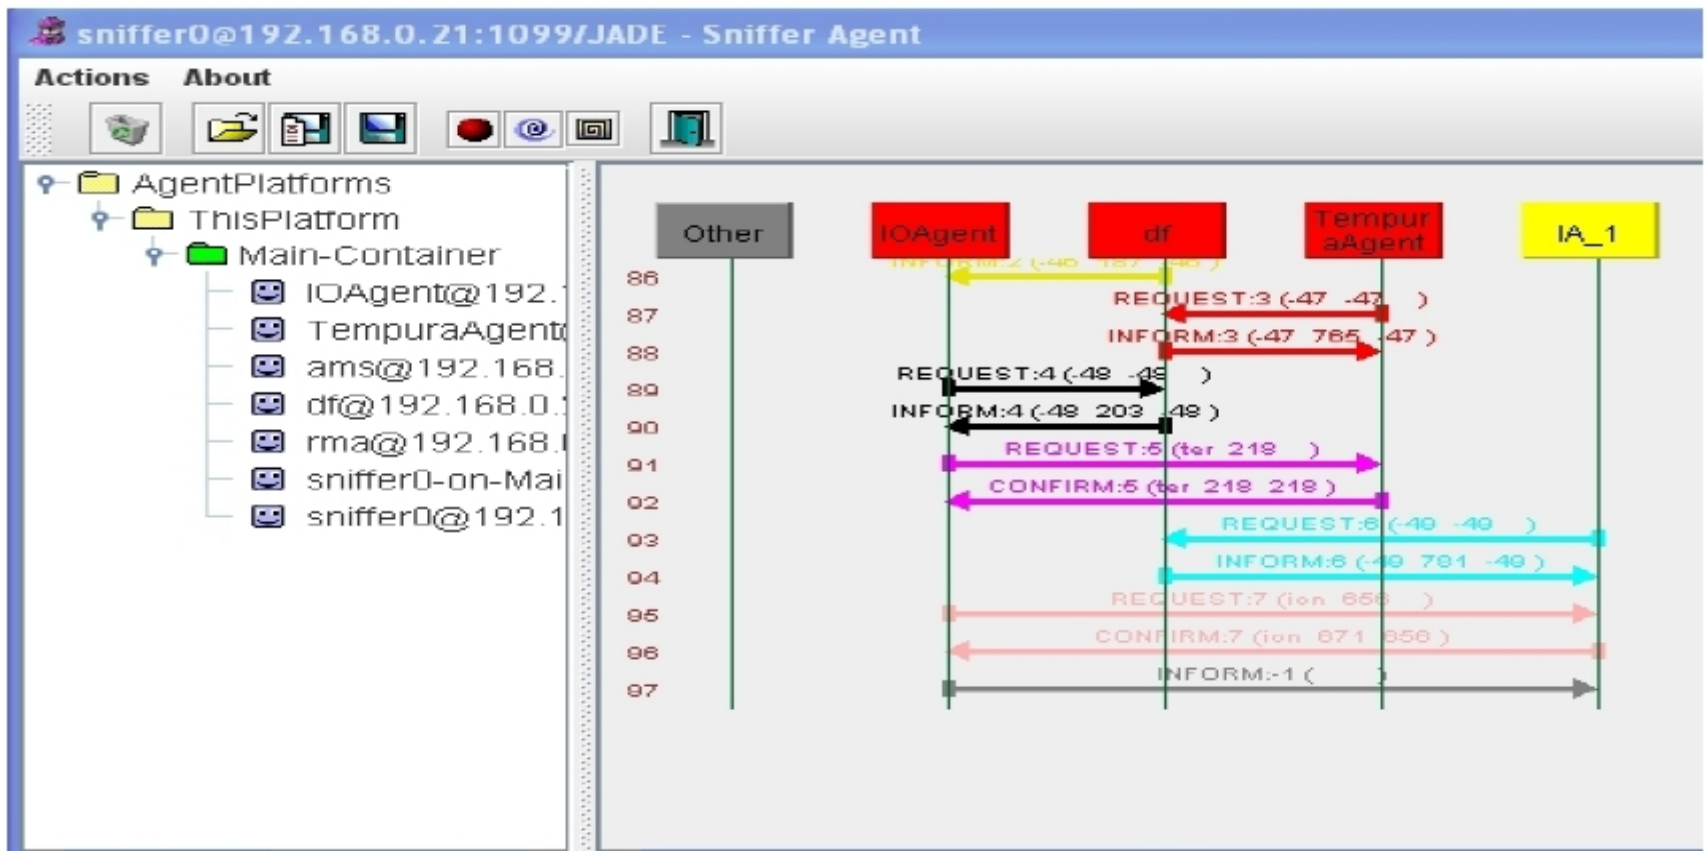 sniffer0@192.168.0.21:1099/JADE - Sniffer Agent
Actions About
AgentPlatforms
ThisPlatform
Main-Container
IOAgent@192.
TempuraAgent
ams@192.168.
df@192.168.0.
rma@192.168.
sniffer0-on-Mai
sniffer0@192.1
Other
IOAgent
df
Tempur
aAgent
IA_1
86
87 REQUEST:3 (-47 -47 )
88 INFORM:3 (-47 765 -47 )
89 REQUEST:4 (-48 -48 )
90 INFORM:4 (-48 203 -48 )
91 REQUEST:5 (ter 218 )
92 CONFIRM:5 (ter 218 218 )
93 REQUEST:6 (-49 -49 )
94 INFORM:6 (-49 781 -49 )
95 REQUEST:7 (ion 656 )
96 CONFIRM:7 (ion 671 656 )
97 INFORM:-1 ( )